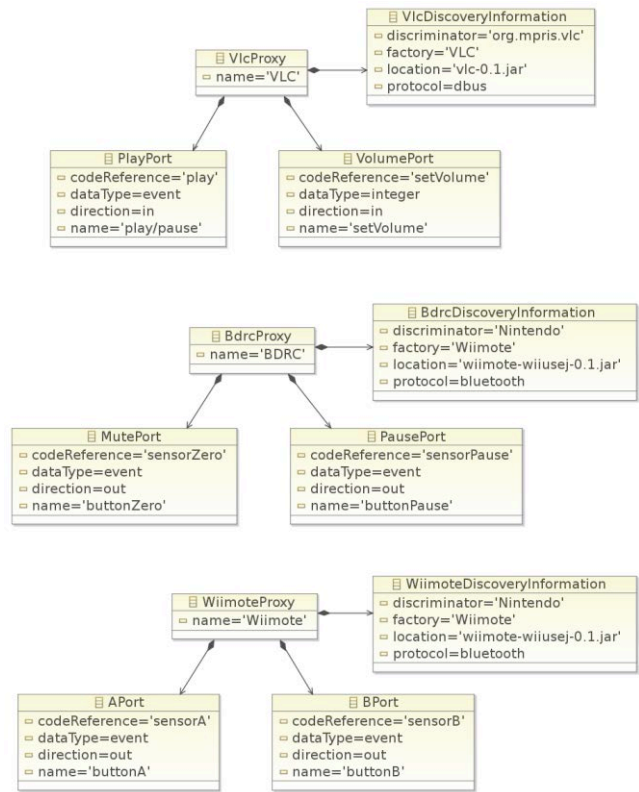 VlcDiscoveryInformation
discriminator='org.mpris.vlc'
factory='VLC'
location='vlc-0.1.jar'
protocol=dbus
VlcProxy
name='VLC'
PlayPort
codeReference='play'
dataType=event
direction=in
name='play/pause'
VolumePort
codeReference='setVolume'
dataType=integer
direction=in
name='setVolume'
BdrcDiscoveryInformation
discriminator='Nintendo'
factory='Wiimote'
location='wiimote-wiiusej-0.1.jar'
protocol=bluetooth
BdrcProxy
name='BDRC'
MutePort
codeReference='sensorZero'
dataType=event
direction=out
name='buttonZero'
PausePort
codeReference='sensorPause'
dataType=event
direction=out
name='buttonPause'
WiimoteDiscoveryInformation
discriminator='Nintendo'
factory='Wiimote'
location='wiimote-wiiusej-0.1.jar'
protocol=bluetooth
WiimoteProxy
name='Wiimote'
APort
codeReference='sensorA'
dataType=event
direction=out
name='buttonA'
BPort
codeReference='sensorB'
dataType=event
direction=out
name='buttonB'